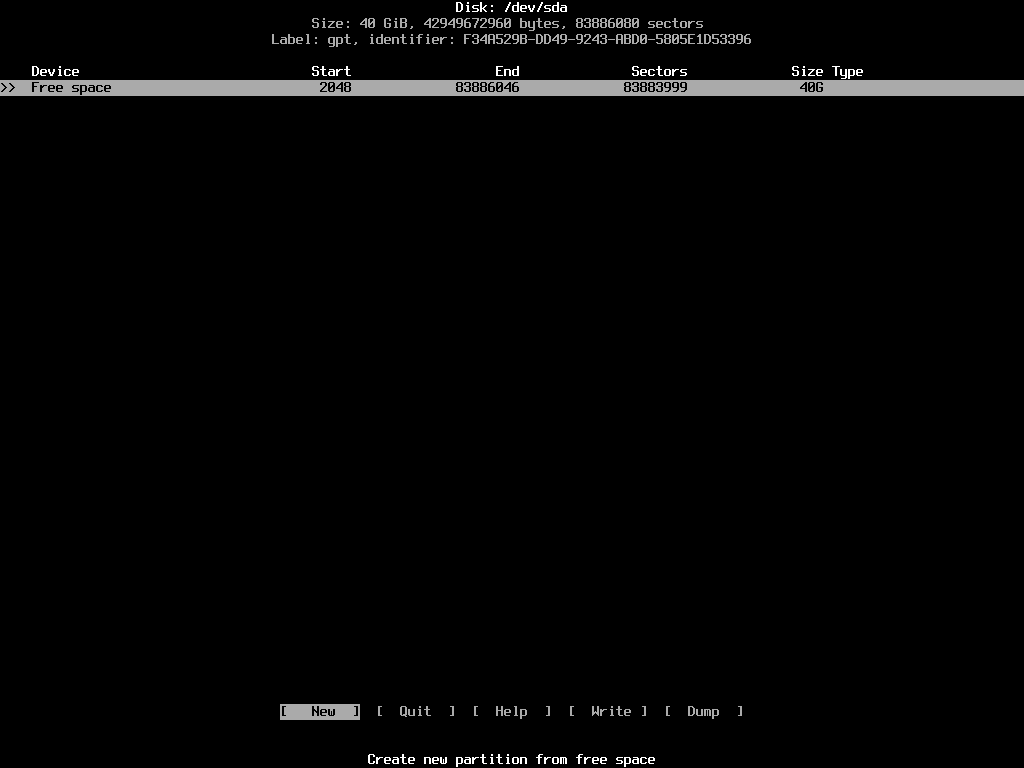 Disk: /dev/sda
Size: 40 GiB, 42949672960 bytes, 83886080 sectors
Label: gpt, identifier: F34A529B-DD49-9243-ABD0-5805E1D53396
Device Start End Sectors Size Type
>> Free space 2048 83886046 83883999 40G
[ New ] [ Quit ] [ Help ] [ Write ] [ Dump ]
Create new partition from free space